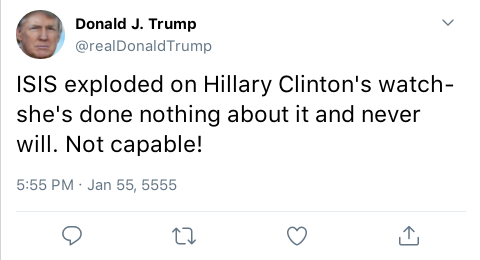 Donald J. Trump
@realDonaldTrump
ISIS exploded on Hillary Clinton's watch-
she's done nothing about it and never
will. Not capable!
5:55 PM · Jan 55, 5555